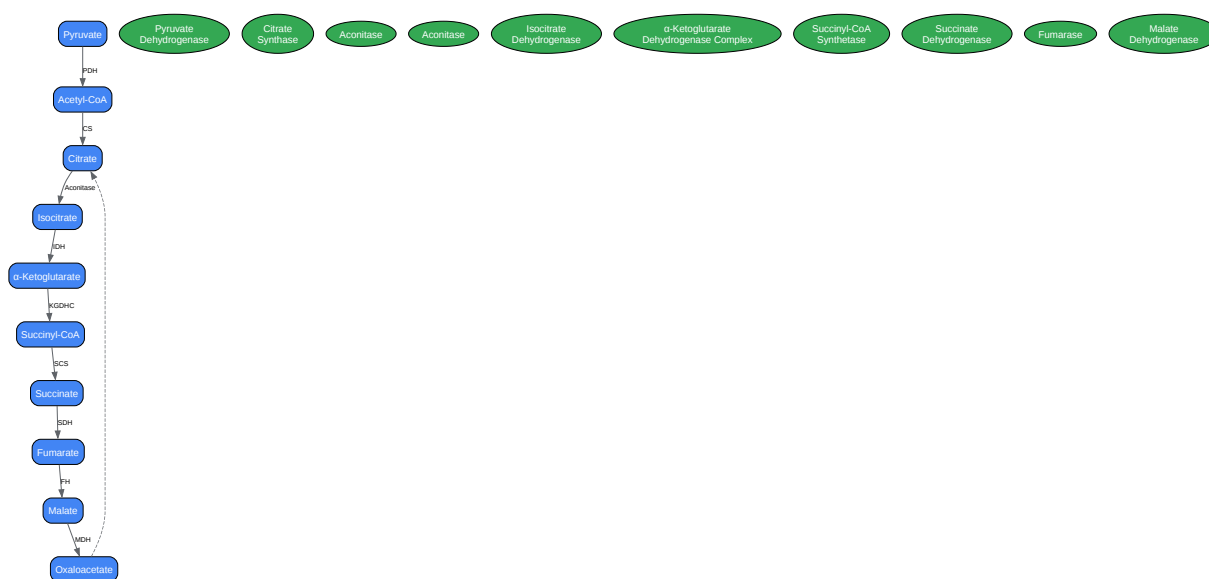 Pyruvate
Pyruvate
Dehydrogenase
Citrate
Synthase
Aconitase
Aconitase
Isocitrate
Dehydrogenase
α-Ketoglutarate
Dehydrogenase Complex
Succinyl-CoA
Synthetase
Succinate
Dehydrogenase
Fumarase
Malate
Dehydrogenase
PDH
Acetyl-CoA
CS
Citrate
Aconitase
Isocitrate
IDH
α-Ketoglutarate
KGDHC
Succinyl-CoA
SCS
Succinate
SDH
Fumarate
FH
Malate
MDH
Oxaloacetate